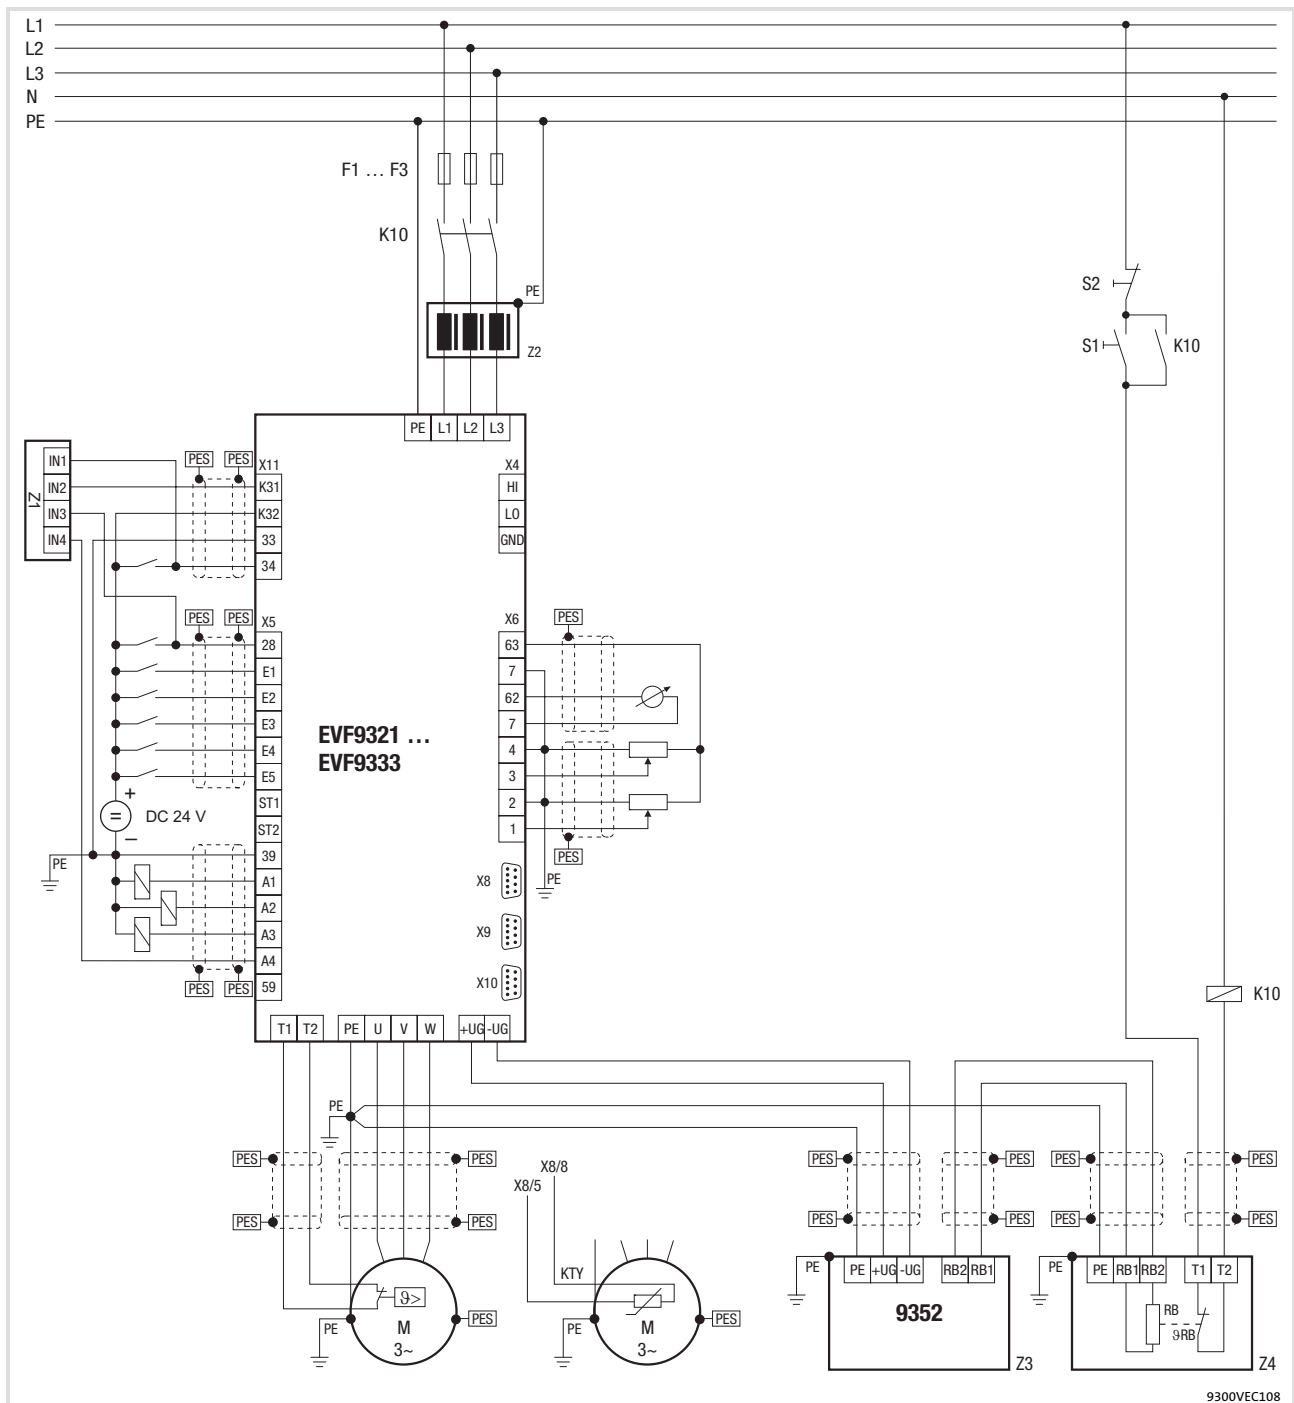 L1
L2
L3
N
PE
F1 … F3
K10
PE
Z2
S2
S1 K10
PE L1 L2 L3
Z1
IN1
IN2
IN3
IN4
PES PES
X11
K31
K32
33
34
X4
HI
LO
GND
PES PES
X5
28
E1
E2
E3
E4
E5
ST1
ST2
39
A1
A2
A3
A4
59
+
= DC 24 V
–
PE
PES PES
EVF9321 …
EVF9333
X6
63
7
62
7
4
3
2
1
PES
PES
PE
X8
X9
X10
K10
T1 T2 PE U V W +UG -UG
PE
PES PES
PES PES
X8/8
X8/5
KTY
PES PES PES PES
PES PES PES PES
ϑ>
M
3~
PE
PES
M
3~
PE
PES
PE
PE +UG -UG RB2 RB1
9352
Z3
PE
PE RB1 RB2 T1 T2
RB
ϑRB
Z4
9300VEC108